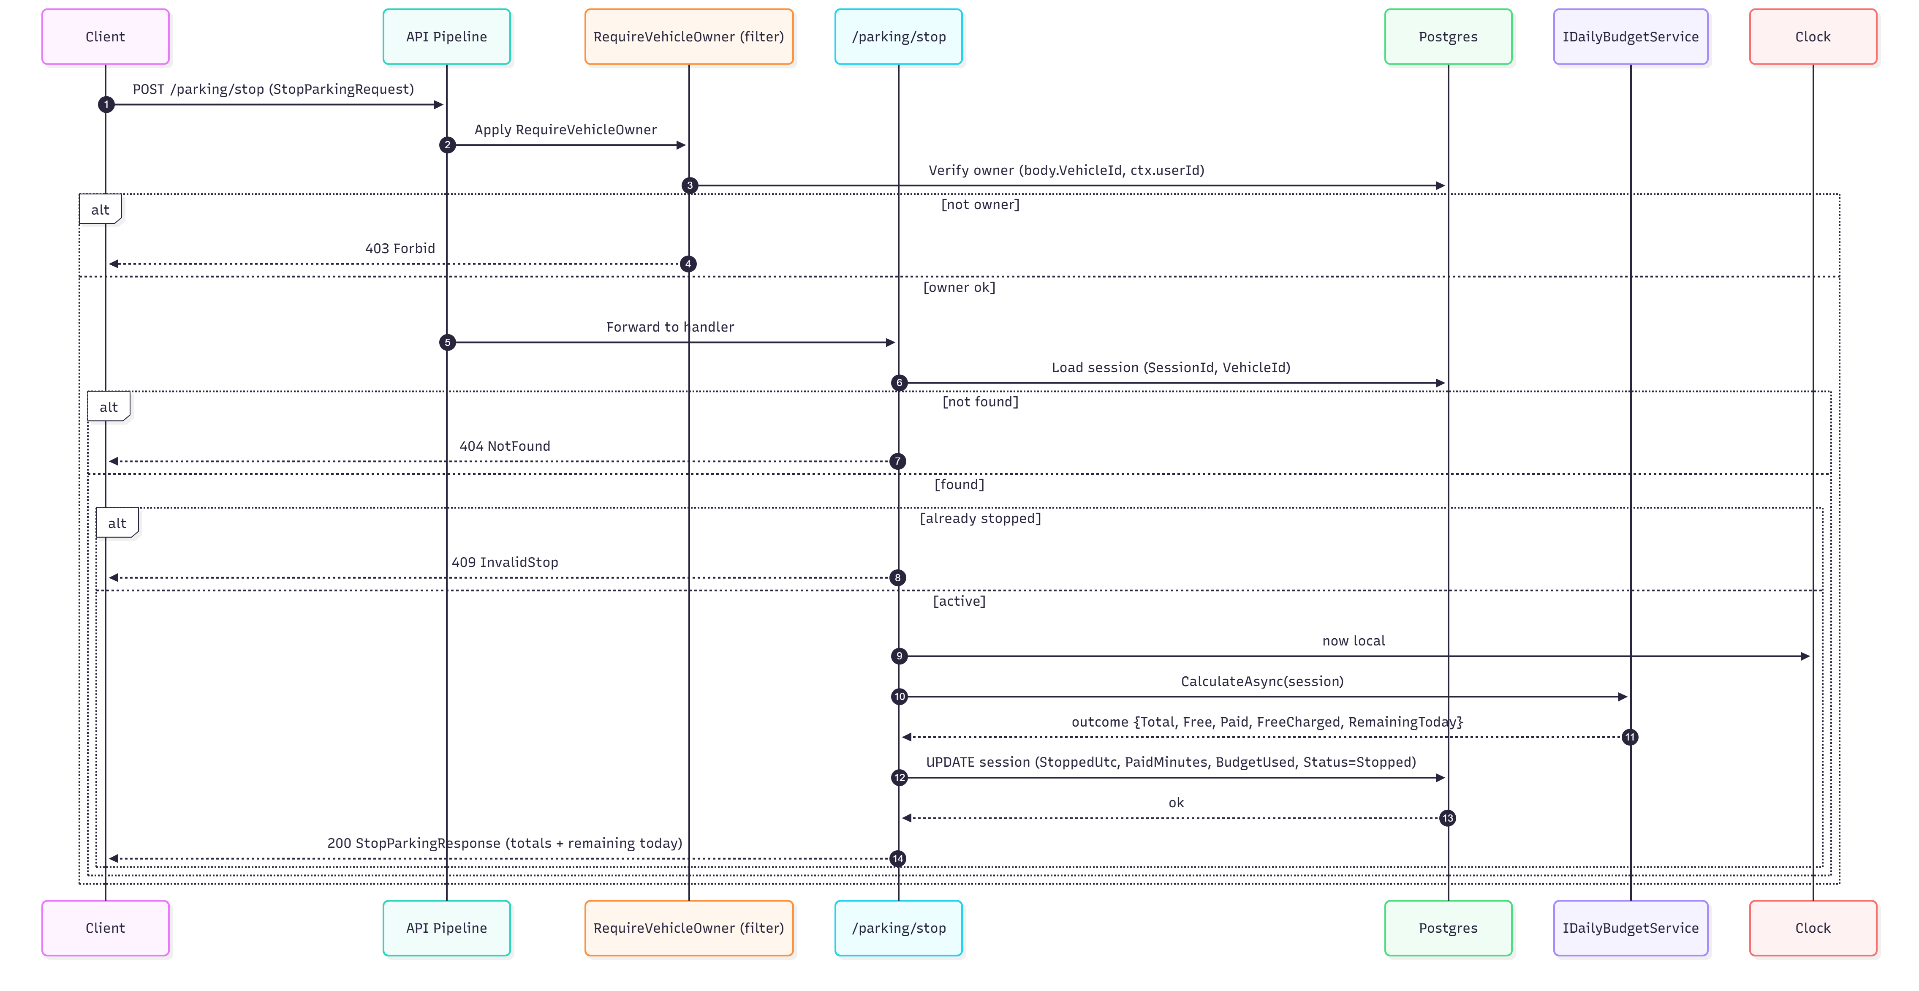 Client
API Pipeline
RequireVehicleOwner (filter)
/parking/stop
Postgres
IDailyBudgetService
Clock
POST /parking/stop (StopParkingRequest)
1
Apply RequireVehicleOwner
2
Verify owner (body.VehicleId, ctx.userId)
3
alt
[not owner]
403 Forbid
4
[owner ok]
Forward to handler
5
Load session (SessionId, VehicleId)
6
alt
[not found]
404 NotFound
7
[found]
alt
[already stopped]
409 InvalidStop
8
[active]
now local
9
CalculateAsync(session)
10
outcome {Total, Free, Paid, FreeCharged, RemainingToday}
11
UPDATE session (StoppedUtc, PaidMinutes, BudgetUsed, Status=Stopped)
12
ok
13
200 StopParkingResponse (totals + remaining today)
14
Client
API Pipeline
RequireVehicleOwner (filter)
/parking/stop
Postgres
IDailyBudgetService
Clock